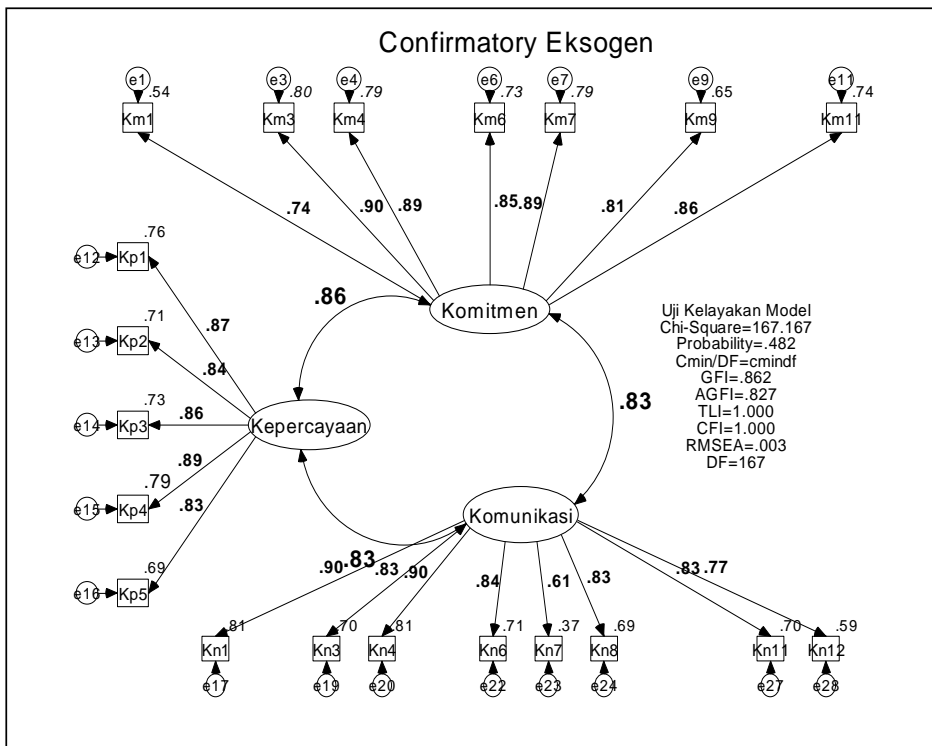 Confirmatory Eksogen
e1 e3 e4 e6 e7 e9 e11
.54 .80 .79 .73 .79 .65 .74
Km1 Km3 Km4 Km6 Km7 Km9 Km11
.74 .90 .89 .85 .89 .81 .86
.76
e12 Kp1
.87
.71
e13 Kp2
.84
.73
e14 Kp3
.86
.79
e15 Kp4
.89
.69
e16 Kp5
.83
.86
Komitmen
Kepercayaan
.83
Komunikasi
.83
Uji Kelayakan Model
Chi-Square=167.167
Probability=.482
Cmin/DF=cmindf
GFI=.862
AGFI=.827
TLI=1.000
CFI=1.000
RMSEA=.003
DF=167
.90 .83 .90 .84 .61 .83 .83 .77
.81 .70 .81 .71 .37 .69 .70 .59
Kn1 Kn3 Kn4 Kn6 Kn7 Kn8 Kn11 Kn12
e17 e19 e20 e22 e23 e24 e27 e28